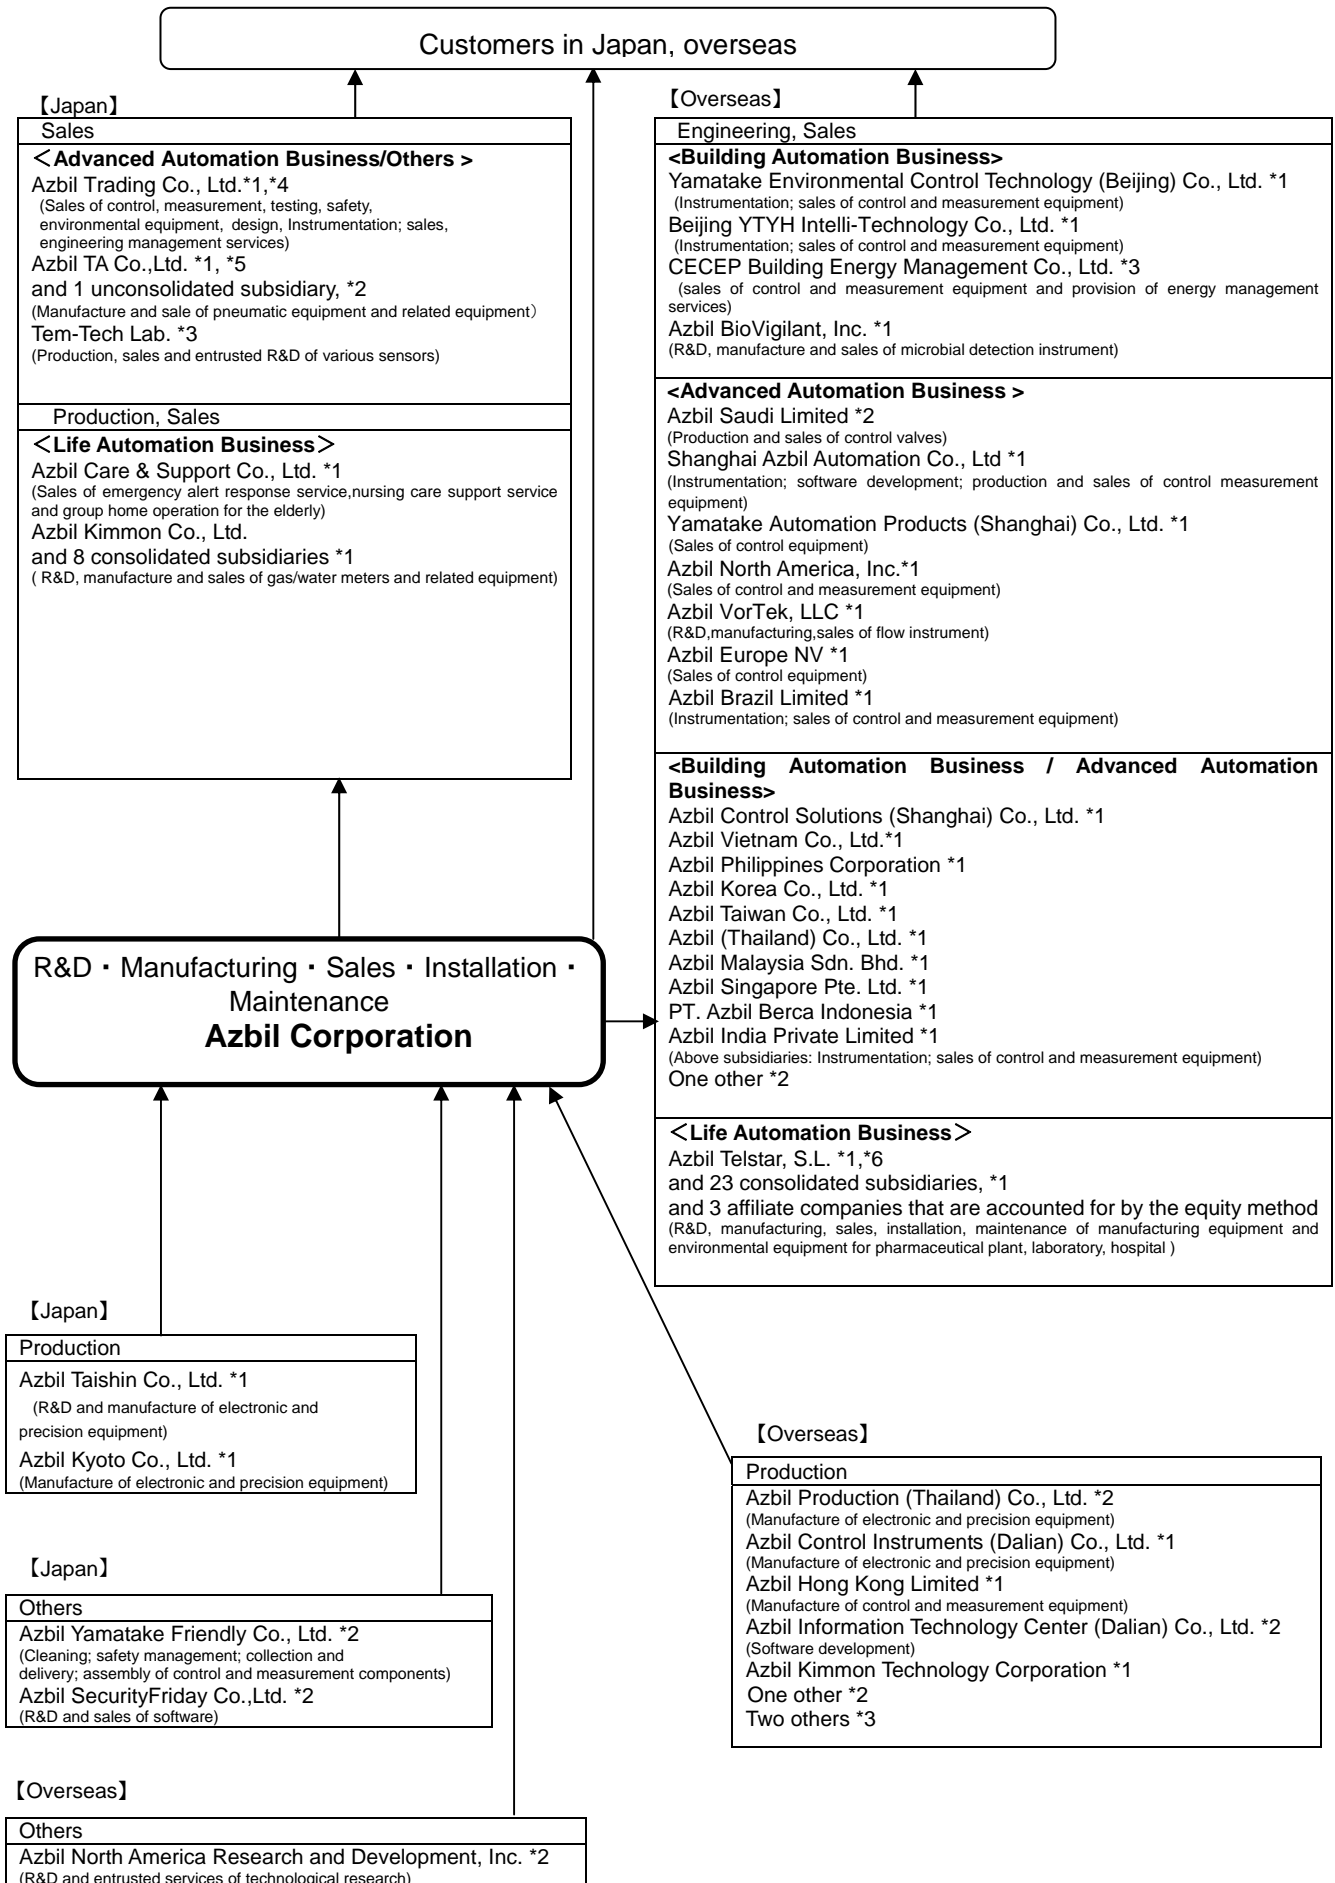 Customers in Japan, overseas
【Japan】
Sales
＜Advanced Automation Business/Others >
Azbil Trading Co., Ltd.*1,*4
(Sales of control, measurement, testing, safety,
environmental equipment, design, Instrumentation; sales,
engineering management services)
Azbil TA Co.,Ltd. *1, *5
and 1 unconsolidated subsidiary, *2
(Manufacture and sale of pneumatic equipment and related equipment）
Tem-Tech Lab. *3
(Production, sales and entrusted R&D of various sensors)
Production, Sales
＜Life Automation Business＞
Azbil Care & Support Co., Ltd. *1
(Sales of emergency alert response service,nursing care support service
and group home operation for the elderly)
Azbil Kimmon Co., Ltd.
and 8 consolidated subsidiaries *1
( R&D, manufacture and sales of gas/water meters and related equipment)
【Overseas】
Engineering, Sales
<Building Automation Business>
Yamatake Environmental Control Technology (Beijing) Co., Ltd. *1
(Instrumentation; sales of control and measurement equipment)
Beijing YTYH Intelli-Technology Co., Ltd. *1
(Instrumentation; sales of control and measurement equipment)
CECEP Building Energy Management Co., Ltd. *3
(sales of control and measurement equipment and provision of energy management
services)
Azbil BioVigilant, Inc. *1
(R&D, manufacture and sales of microbial detection instrument)
<Advanced Automation Business >
Azbil Saudi Limited *2
(Production and sales of control valves)
Shanghai Azbil Automation Co., Ltd *1
(Instrumentation; software development; production and sales of control measurement
equipment)
Yamatake Automation Products (Shanghai) Co., Ltd. *1
(Sales of control equipment)
Azbil North America, Inc.*1
(Sales of control and measurement equipment)
Azbil VorTek, LLC *1
(R&D,manufacturing,sales of flow instrument)
Azbil Europe NV *1
(Sales of control equipment)
Azbil Brazil Limited *1
(Instrumentation; sales of control and measurement equipment)
<Building Automation Business / Advanced Automation
Business>
Azbil Control Solutions (Shanghai) Co., Ltd. *1
Azbil Vietnam Co., Ltd.*1
Azbil Philippines Corporation *1
Azbil Korea Co., Ltd. *1
Azbil Taiwan Co., Ltd. *1
Azbil (Thailand) Co., Ltd. *1
Azbil Malaysia Sdn. Bhd. *1
Azbil Singapore Pte. Ltd. *1
PT. Azbil Berca Indonesia *1
Azbil India Private Limited *1
(Above subsidiaries: Instrumentation; sales of control and measurement equipment)
One other *2
＜Life Automation Business＞
Azbil Telstar, S.L. *1,*6
and 23 consolidated subsidiaries, *1
and 3 affiliate companies that are accounted for by the equity method
(R&D, manufacturing, sales, installation, maintenance of manufacturing equipment and
environmental equipment for pharmaceutical plant, laboratory, hospital )
R&D・Manufacturing・Sales・Installation・
Maintenance
Azbil Corporation
【Japan】
Production
Azbil Taishin Co., Ltd. *1
(R&D and manufacture of electronic and
precision equipment)
Azbil Kyoto Co., Ltd. *1
(Manufacture of electronic and precision equipment)
【Japan】
Others
Azbil Yamatake Friendly Co., Ltd. *2
(Cleaning; safety management; collection and
delivery; assembly of control and measurement components)
Azbil SecurityFriday Co.,Ltd. *2
(R&D and sales of software)
【Overseas】
Production
Azbil Production (Thailand) Co., Ltd. *2
(Manufacture of electronic and precision equipment)
Azbil Control Instruments (Dalian) Co., Ltd. *1
(Manufacture of electronic and precision equipment)
Azbil Hong Kong Limited *1
(Manufacture of control and measurement equipment)
Azbil Information Technology Center (Dalian) Co., Ltd. *2
(Software development)
Azbil Kimmon Technology Corporation *1
One other *2
Two others *3
【Overseas】
Others
Azbil North America Research and Development, Inc. *2
(R&D and entrusted services of technological research)